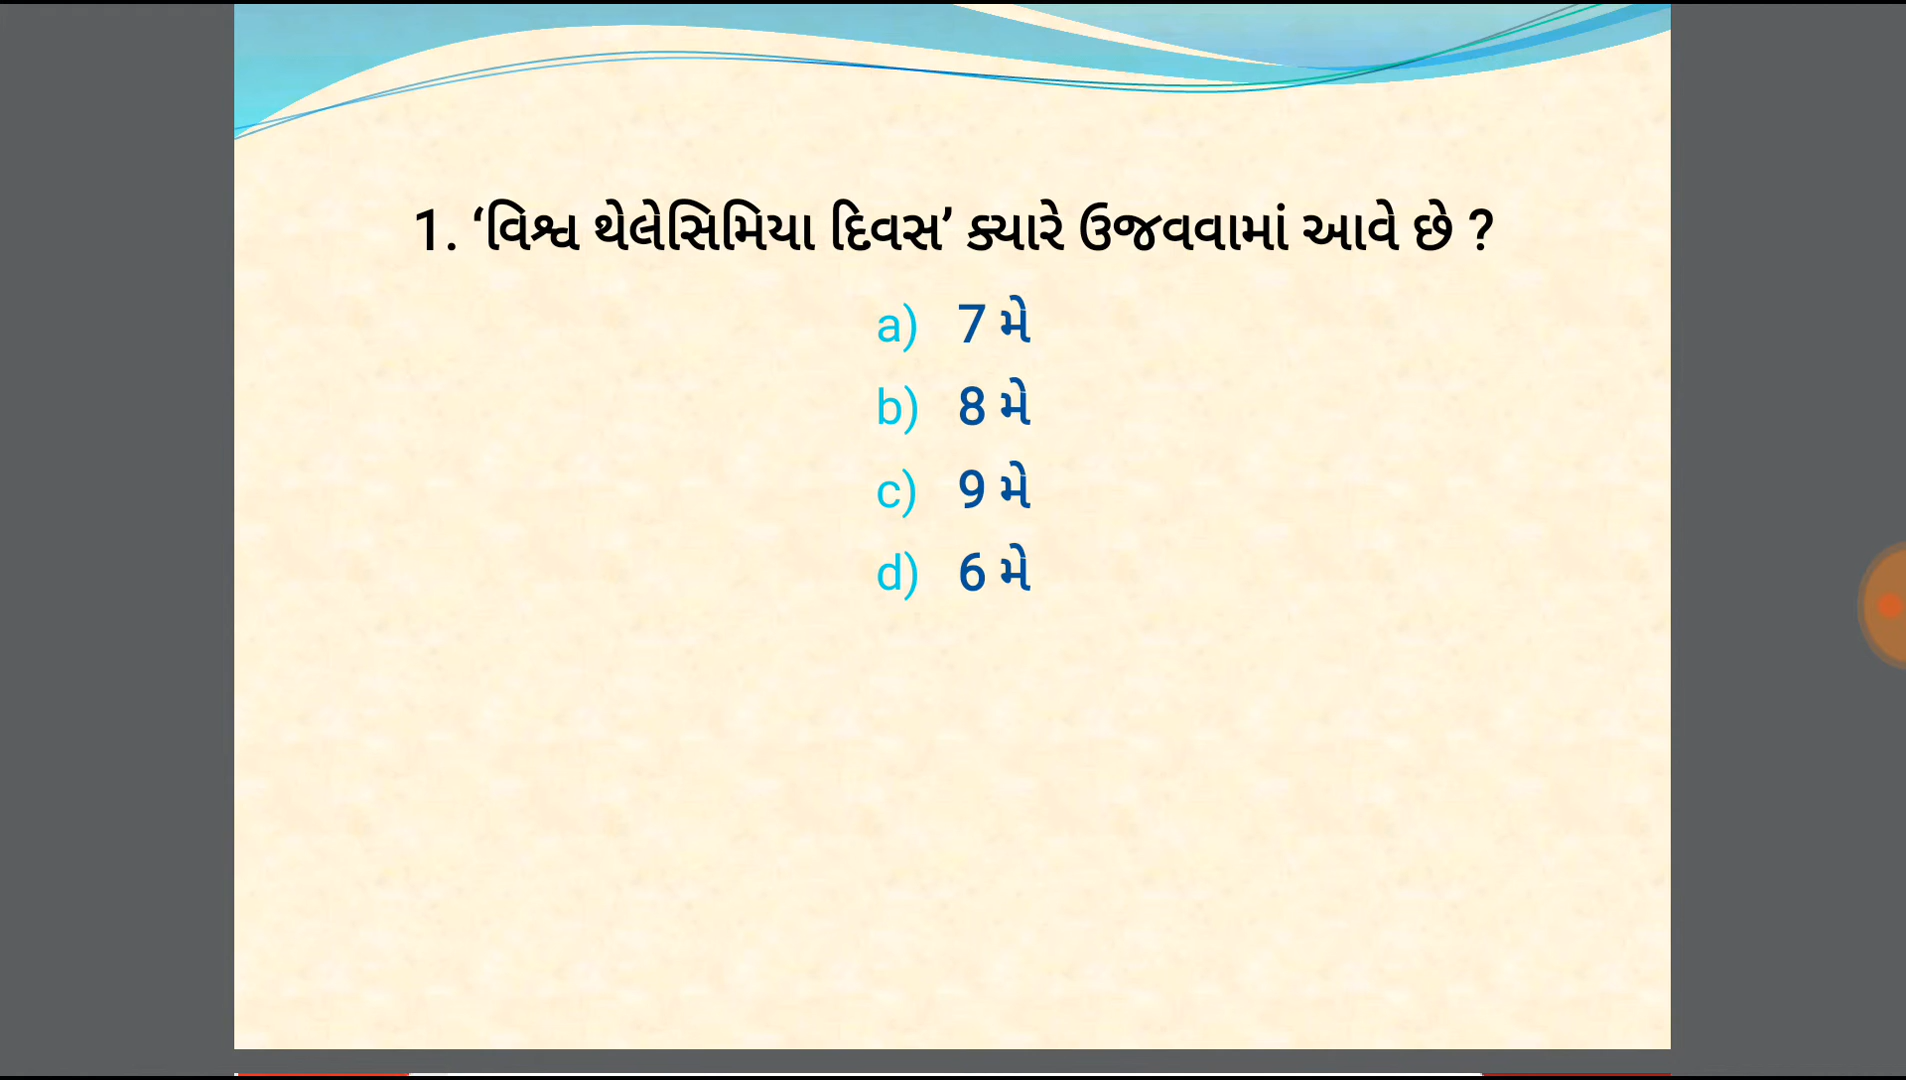 1. ‘વિશ્વ થેલેસિમિયા દિવસ’ ક્યારે ઉજવવામાં આવે છે ?
a) 7 મે
b) 8 મે
c) 9 મે
d) 6 મે